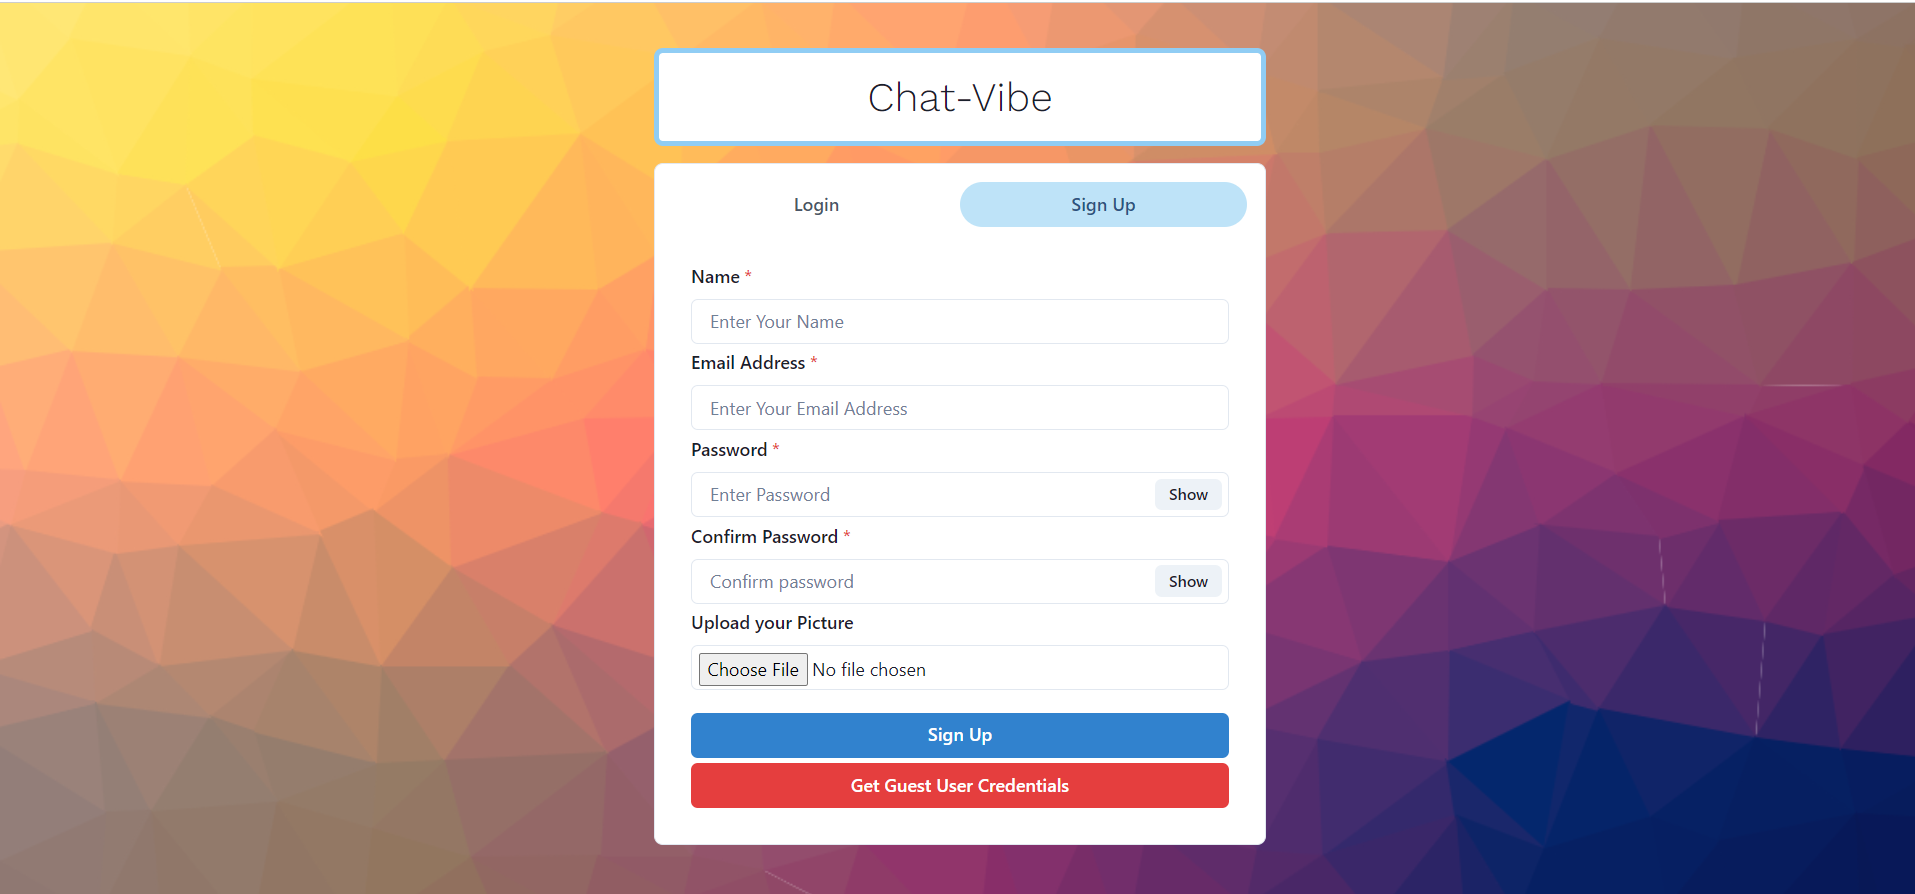 Chat-Vibe
Login Sign Up
Name *
Enter Your Name
Email Address *
Enter Your Email Address
Password *
Enter Password Show
Confirm Password *
Confirm password Show
Upload your Picture
Choose File No file chosen
Sign Up
Get Guest User Credentials